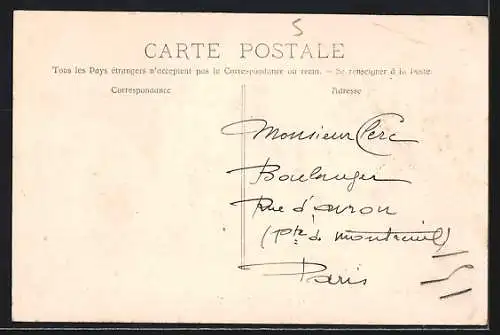 5
CARTE POSTALE
Tous les Pays étrangers n'acceptent pas la Correspondance au recto. - Se renseigner à la Poste
Correspondance
Adresse
Monsieur Clerc
Boulanger
Rue d'avron
(Pte de Montreuil)
Paris
15